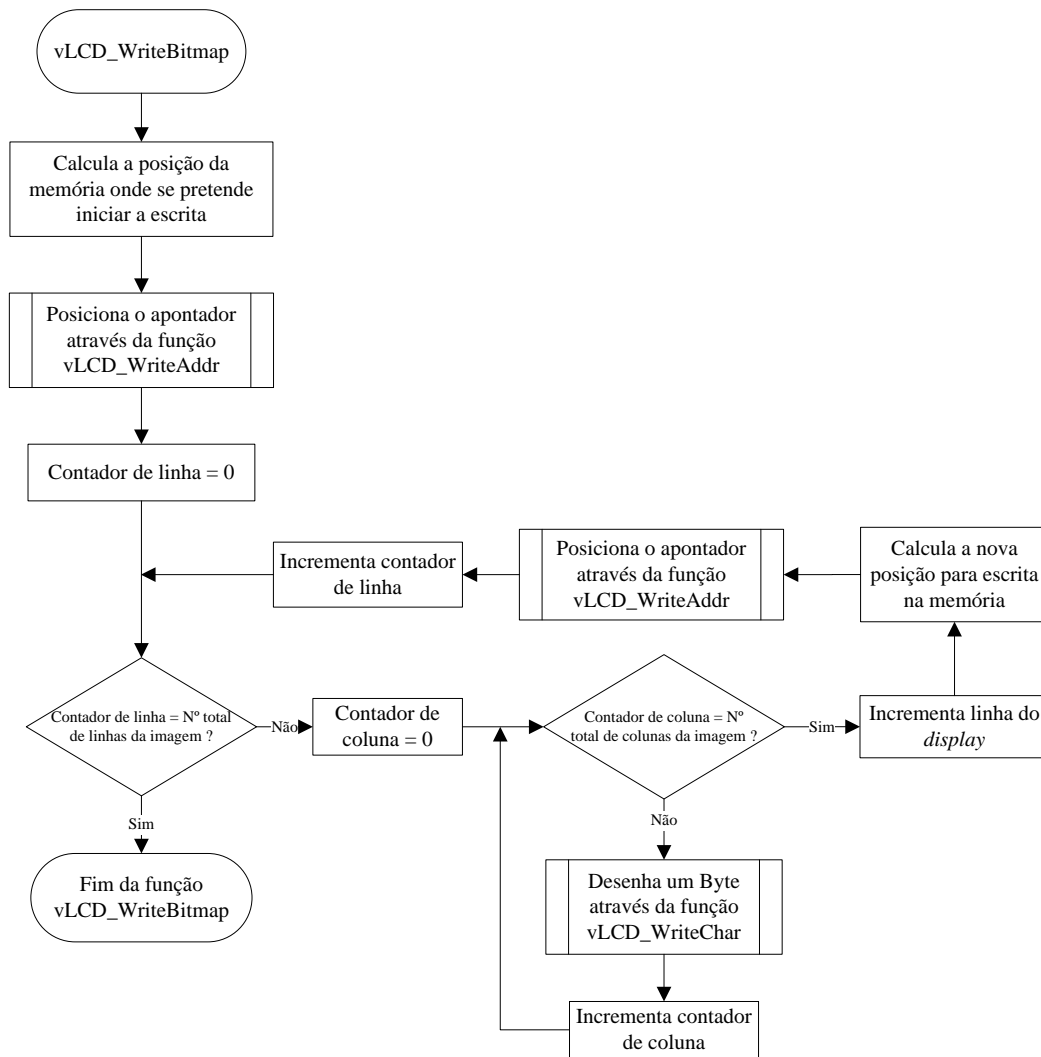 vLCD_WriteBitmap
Calcula a posição da
memória onde se pretende
iniciar a escrita
Posiciona o apontador
através da função
vLCD_WriteAddr
Contador de linha = 0
Incrementa contador
de linha
Posiciona o apontador
através da função
vLCD_WriteAddr
Calcula a nova
posição para escrita
na memória
Contador de linha = Nº total
de linhas da imagem ?
Não
Contador de
coluna = 0
Contador de coluna = Nº
total de colunas da imagem ?
Sim
Incrementa linha do
display
Sim
Não
Fim da função
vLCD_WriteBitmap
Desenha um Byte
através da função
vLCD_WriteChar
Incrementa contador
de coluna